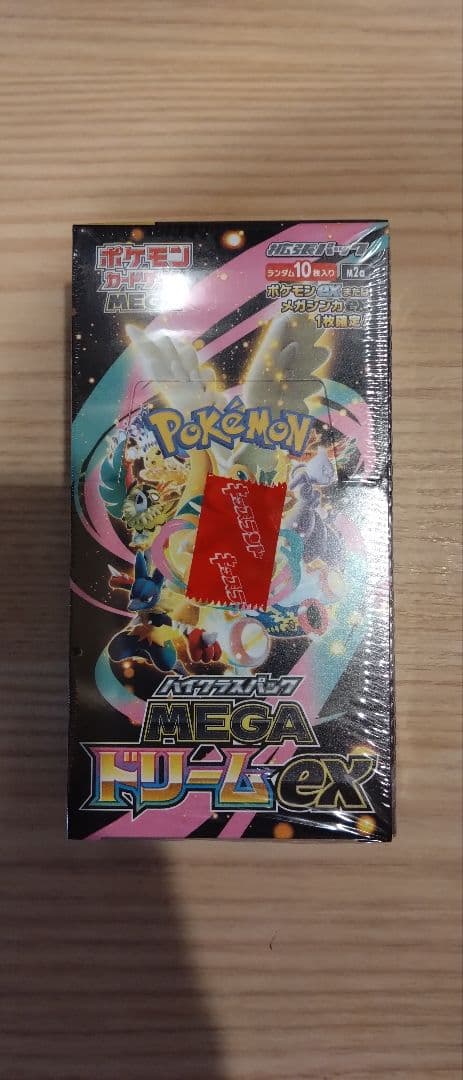 ポケモン
カードゲーム
MEGA
拡張パック
ランダム10枚入り
M2a
ポケモンexまたは
メガシンカex
1枚確定
POKéMON
ハイクラスパック
MEGA
ドリームex